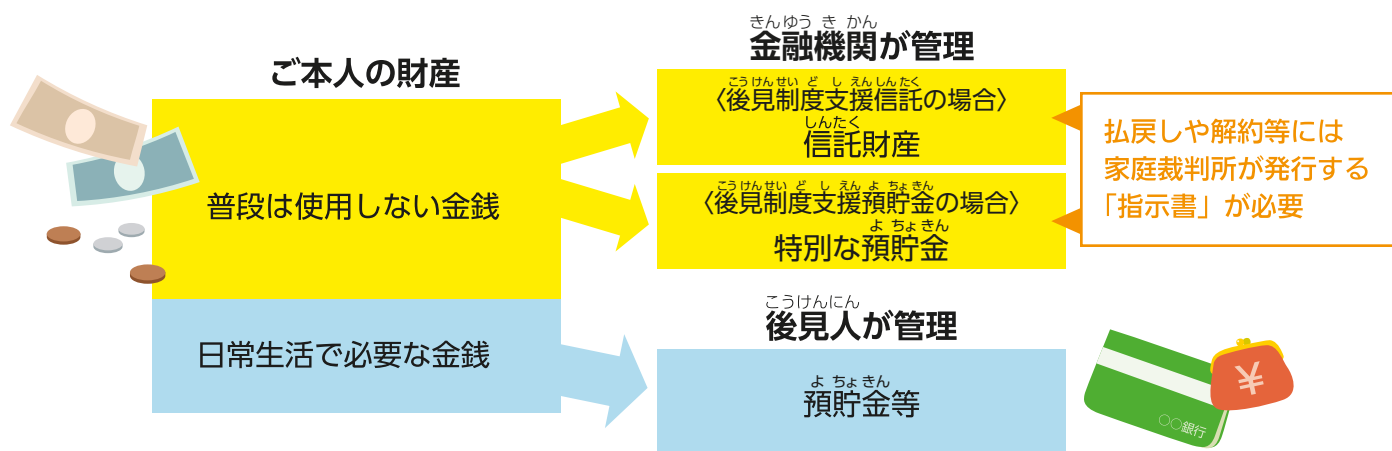 ご本人の財産
普段は使用しない金銭
日常生活で必要な金銭
きんゆう き かん
金融機関が管理
こうけんせい ど し えんしんたく
〈後見制度支援信託の場合〉
しんたく
信託財産
こうけんせい ど し えん よ ちょきん
〈後見制度支援預貯金の場合〉
よ ちょきん
特別な預貯金
払戻しや解約等には
家庭裁判所が発行する
「指示書」が必要
こうけんにん
後見人が管理
よ ちょきん
預貯金等
○○銀行
¥